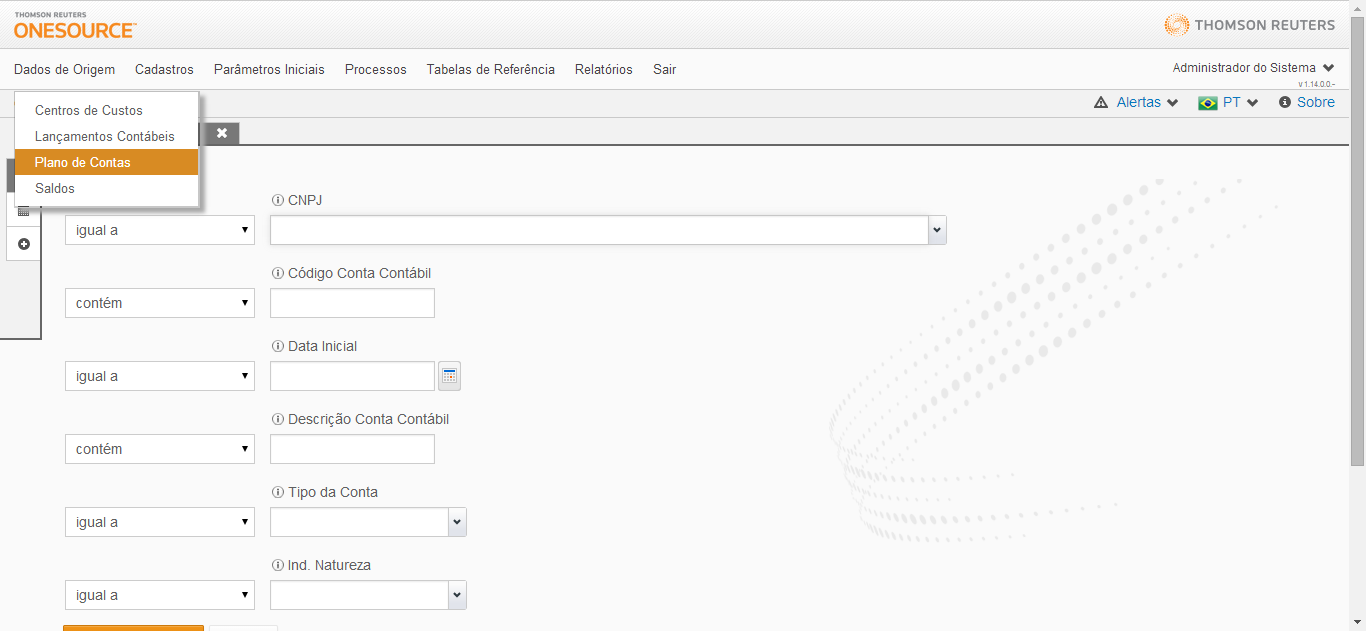 THOMSON REUTERS
ONESOURCE™
THOMSON REUTERS
Dados de Origem Cadastros Parâmetros Iniciais Processos Tabelas de Referência Relatórios Sair
Administrador do Sistema
v 1.14.0.0.-
Alertas PT Sobre
Centros de Custos
Lançamentos Contábeis
Plano de Contas
Saldos
CNPJ
igual a
Código Conta Contábil
contém
Data Inicial
igual a
Descrição Conta Contábil
contém
Tipo da Conta
igual a
Ind. Natureza
igual a